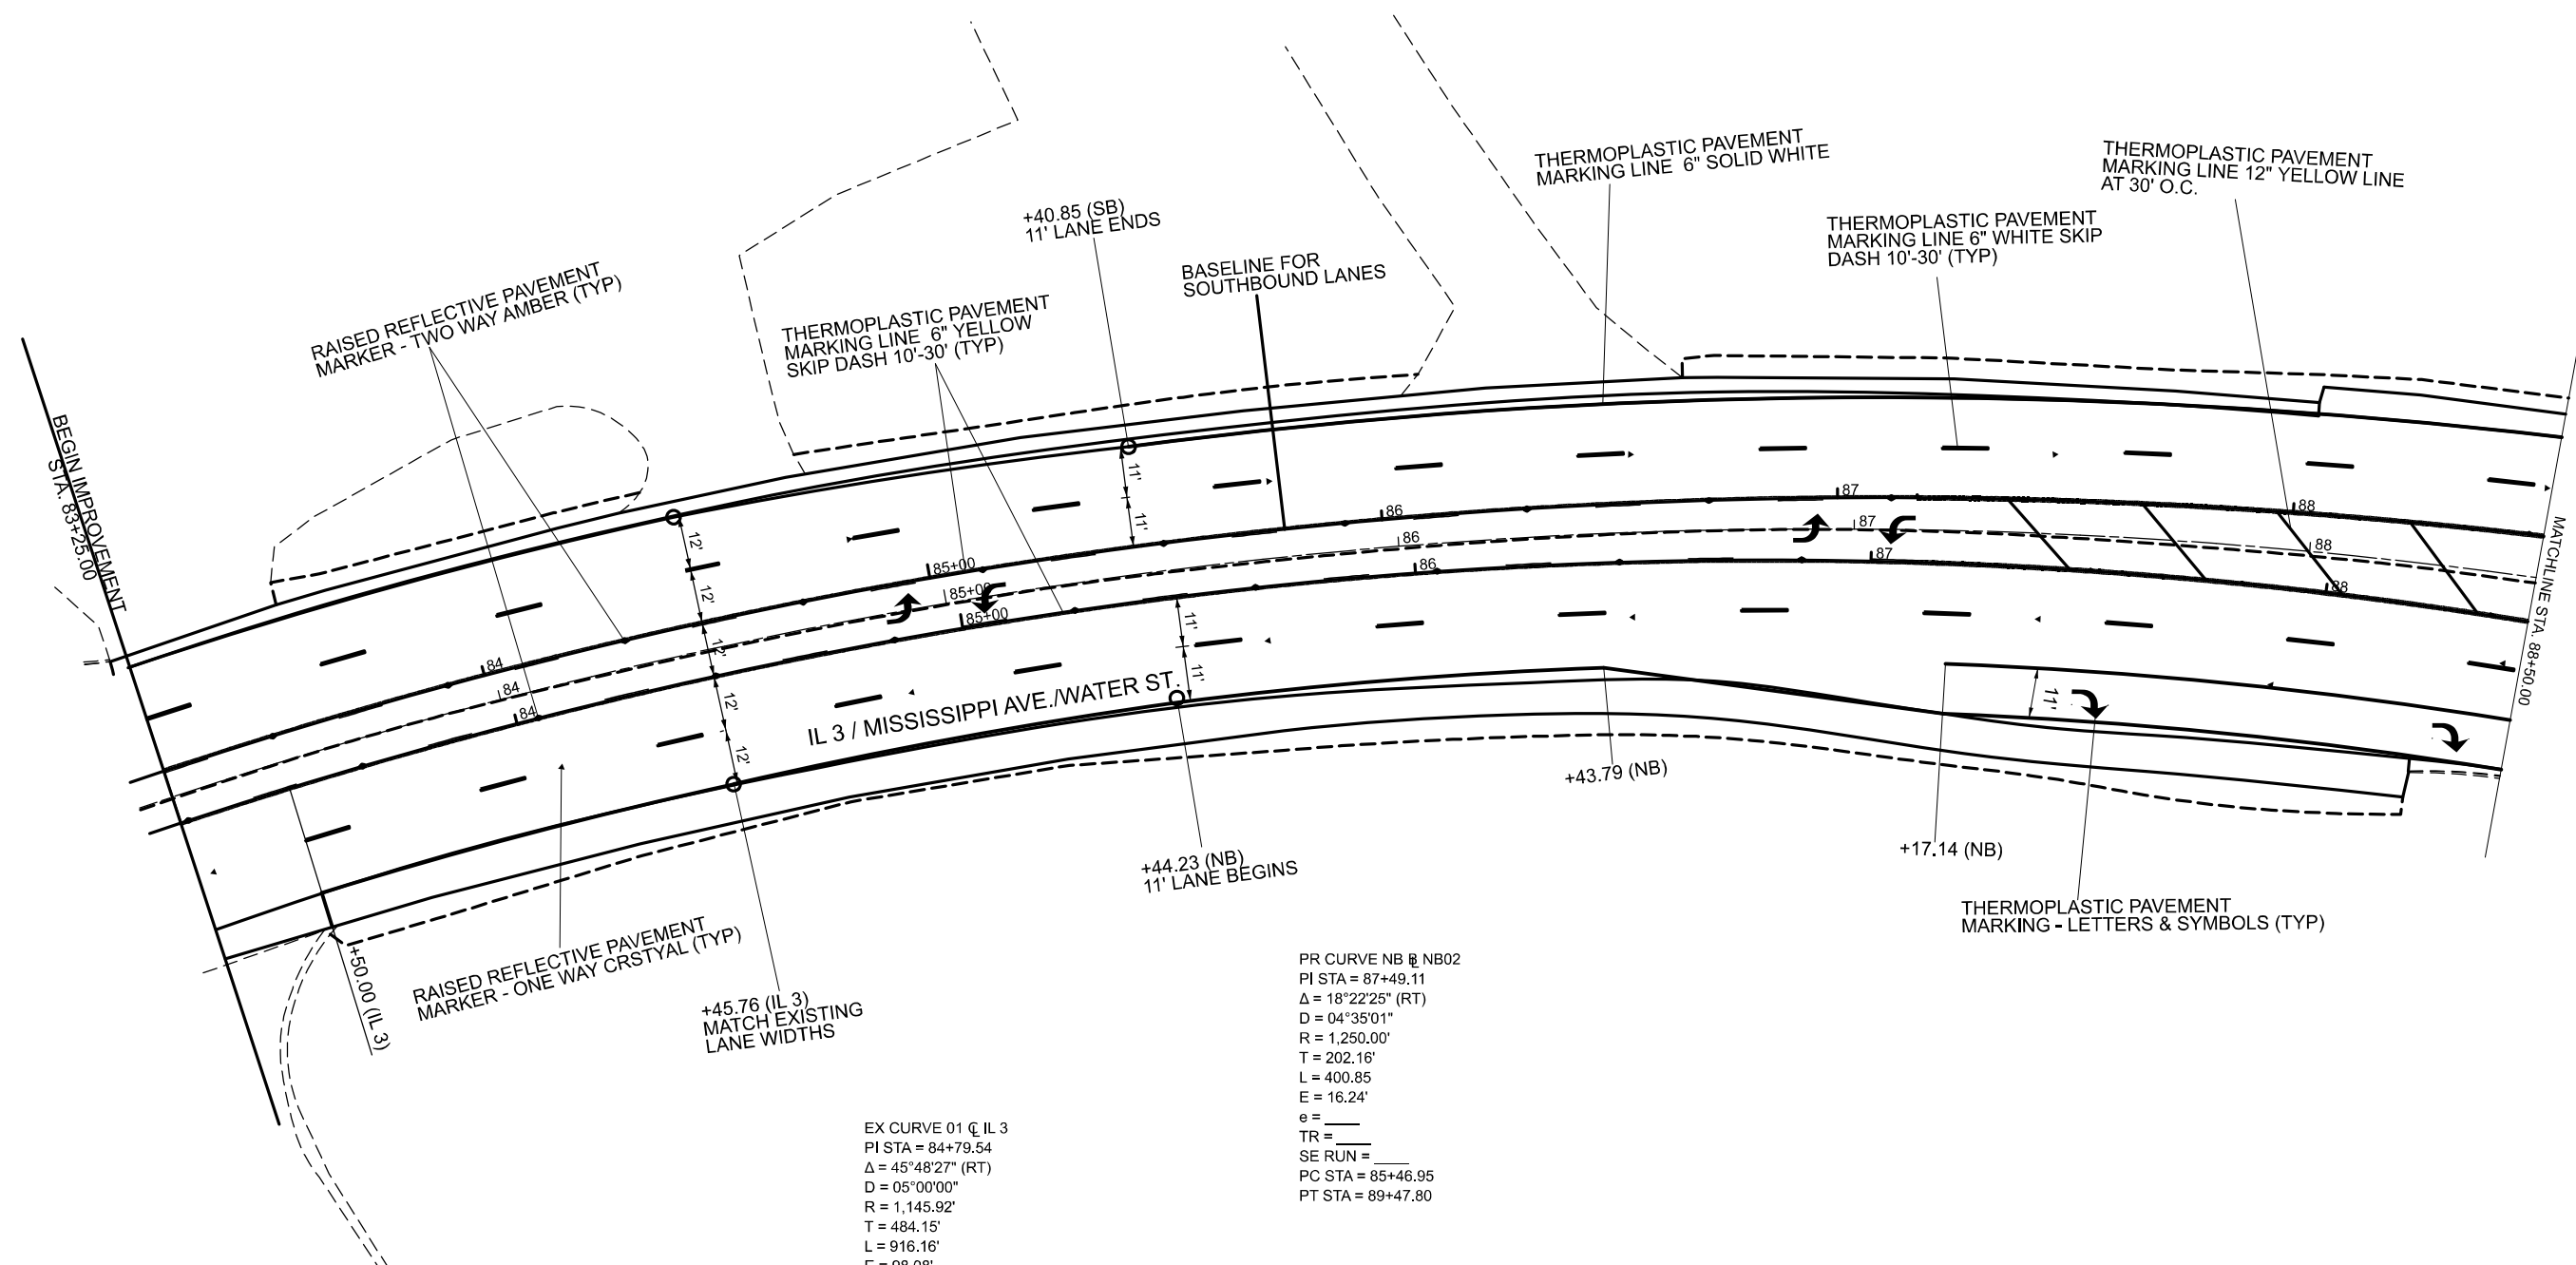 THERMOPLASTIC PAVEMENT
MARKING LINE 6" SOLID WHITE
THERMOPLASTIC PAVEMENT
MARKING LINE 12" YELLOW LINE
AT 30' O.C.
THERMOPLASTIC PAVEMENT
MARKING LINE 6" WHITE SKIP
DASH 10'-30' (TYP)
+40.85 (SB)
11' LANE ENDS
BASELINE FOR
SOUTHBOUND LANES
RAISED REFLECTIVE PAVEMENT
MARKER - TWO WAY AMBER (TYP)
THERMOPLASTIC PAVEMENT
MARKING LINE 6" YELLOW
SKIP DASH 10'-30' (TYP)
BEGIN IMPROVEMENT
STA. 83+25.00
11'
11'
12'
12'
12'
12'
12'
84
84
84
85+00
85+00
85+00
86
86
86
87
87
87
88
88
88
11'
11'
11'
MATCHLINE STA. 88+50.00
IL 3 / MISSISSIPPI AVE./WATER ST.
+43.79 (NB)
+17.14 (NB)
+44.23 (NB)
11' LANE BEGINS
THERMOPLASTIC PAVEMENT
MARKING - LETTERS & SYMBOLS (TYP)
+50.00 (IL 3)
RAISED REFLECTIVE PAVEMENT
MARKER - ONE WAY CRSTYAL (TYP)
+45.76 (IL 3)
MATCH EXISTING
LANE WIDTHS
PR CURVE NB ⅊ NB02
PI STA = 87+49.11
Δ = 18°22'25" (RT)
D = 04°35'01"
R = 1,250.00'
T = 202.16'
L = 400.85
E = 16.24'
e = ____
TR = ____
SE RUN = ____
PC STA = 85+46.95
PT STA = 89+47.80
EX CURVE 01 ℄ IL 3
PI STA = 84+79.54
Δ = 45°48'27" (RT)
D = 05°00'00"
R = 1,145.92'
T = 484.15'
L = 916.16'
E = 98.08'